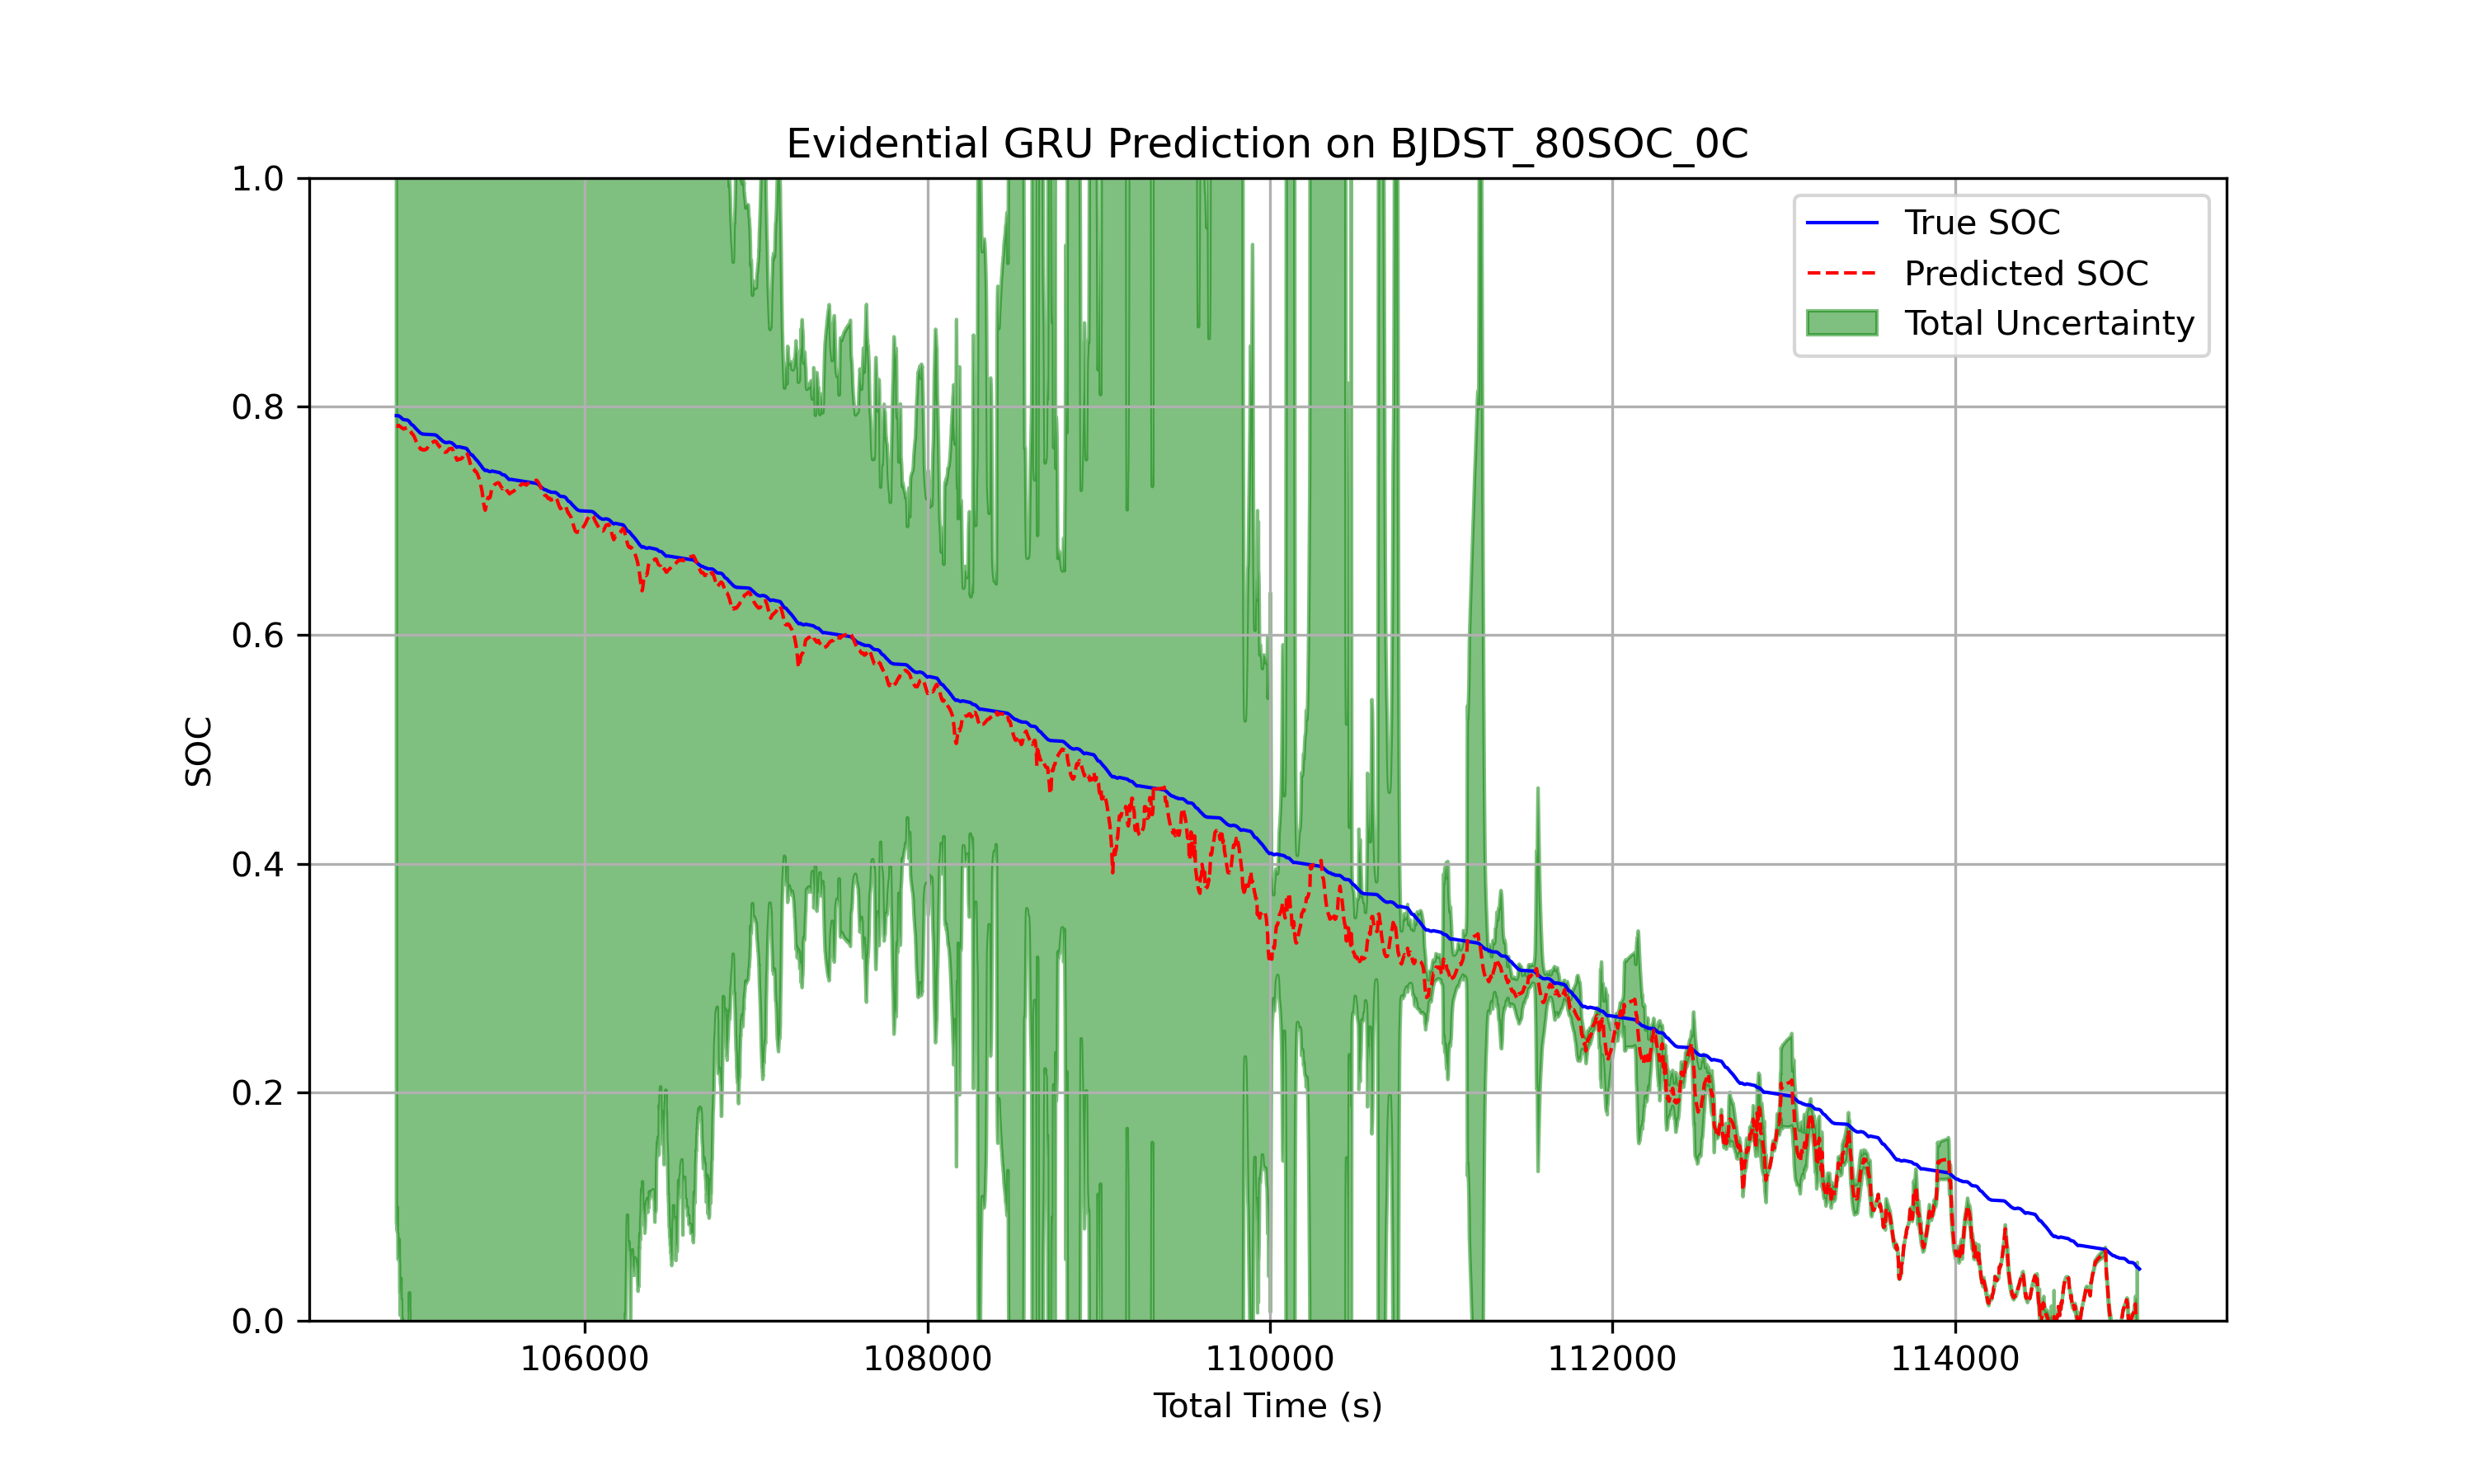 Evidential GRU Prediction on BJDST_80SOC_0C
True SOC
Predicted SOC
Total Uncertainty
SOC
1.0
0.8
0.6
0.4
0.2
0.0
106000 108000 110000 112000 114000
Total Time (s)